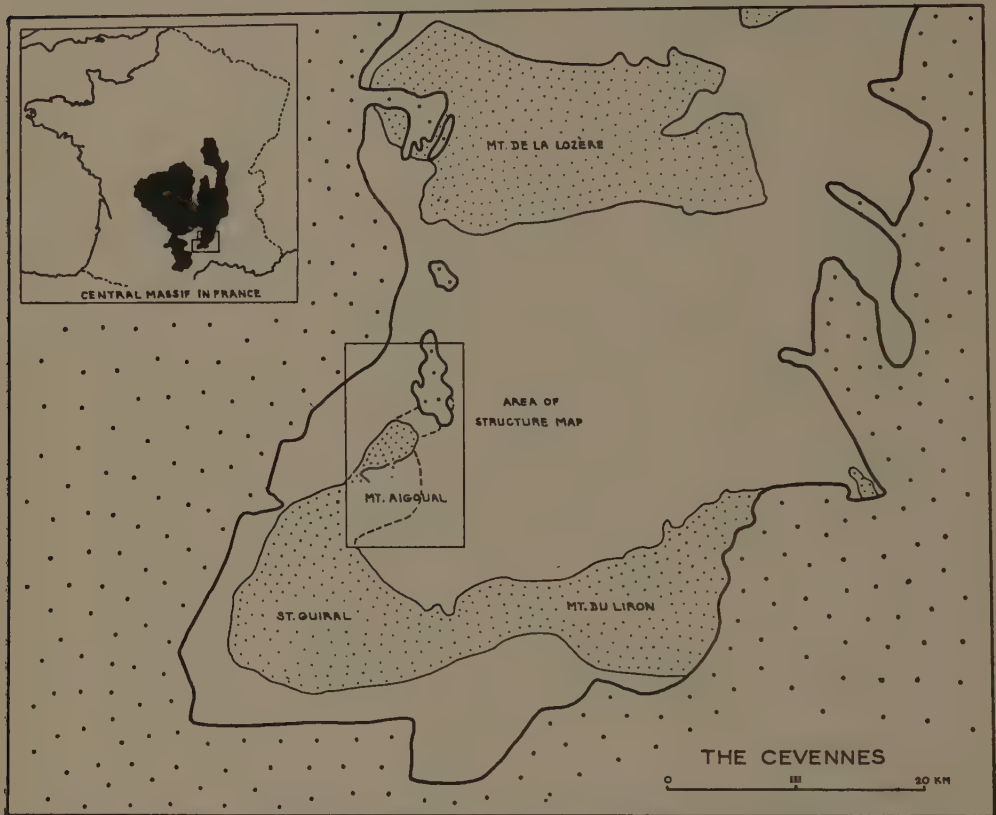 CENTRAL MASSIF IN FRANCE
MT. DE LA LOZÈRE
AREA OF
STRUCTURE MAP
MT. AIGOUAL
ST. GUIRAL
MT. DU LIRON
THE CEVENNES
0
20 KM